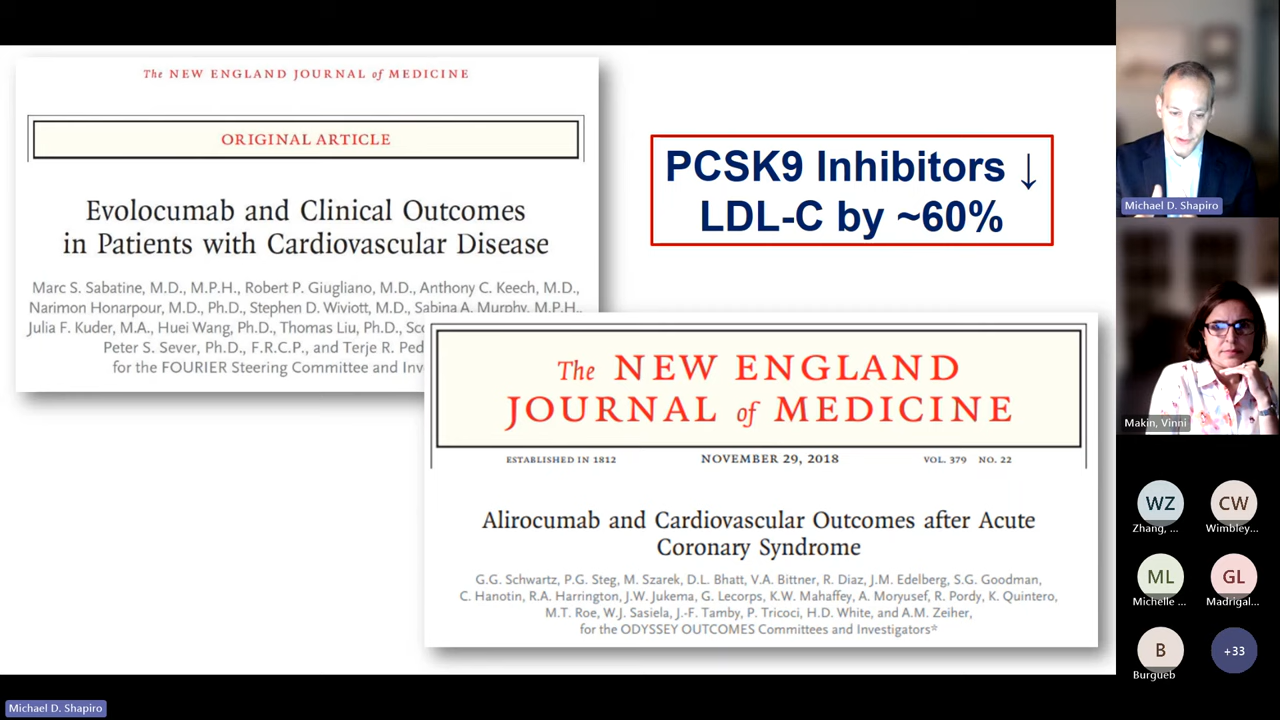 The NEW ENGLAND JOURNAL of MEDICINE
ORIGINAL ARTICLE
Evolocumab and Clinical Outcomes
in Patients with Cardiovascular Disease
Marc S. Sabatine, M.D., M.P.H., Robert P. Giugliano, M.D., Anthony C. Keech, M.D.,
Narimon Honarpour, M.D., Ph.D., Stephen D. Wiviott, M.D., Sabina A. Murphy, M.P.H.,
Julia F. Kuder, M.A., Huei Wang, Ph.D., Thomas Liu, Ph.D.,
Peter S. Sever, Ph.D., F.R.C.P., and Terje R.
for the FOURIER Steering Committee and
PCSK9 Inhibitors ↓
LDL-C by ~60%
The NEW ENGLAND
JOURNAL of MEDICINE
ESTABLISHED IN 1812 NOVEMBER 29, 2018 VOL. 379 NO. 22
Alirocumab and Cardiovascular Outcomes after Acute
Coronary Syndrome
G.G. Schwartz, P.G. Steg, M. Szarek, D.L. Bhatt, V.A. Bittner, R. Diaz, J.M. Edelberg, S.G. Goodman,
C. Hanotin, R.A. Harrington, J.W. Jukema, G. Lecorps, K.W. Mahaffey, A. Moryusef, R. Pordy, K. Quintero,
M.T. Roe, W.J. Sasiela, J.-F. Tamby, P. Tricoci, H.D. White, and A.M. Zeiher,
for the ODYSSEY OUTCOMES Committees and Investigators*
Michael D. Shapiro
Makin, Vinni
WZ
Zhang, ...
CW
Wimbley...
ML
Michelle ...
GL
Madrigal...
B
Burgueb
+33
Michael D. Shapiro